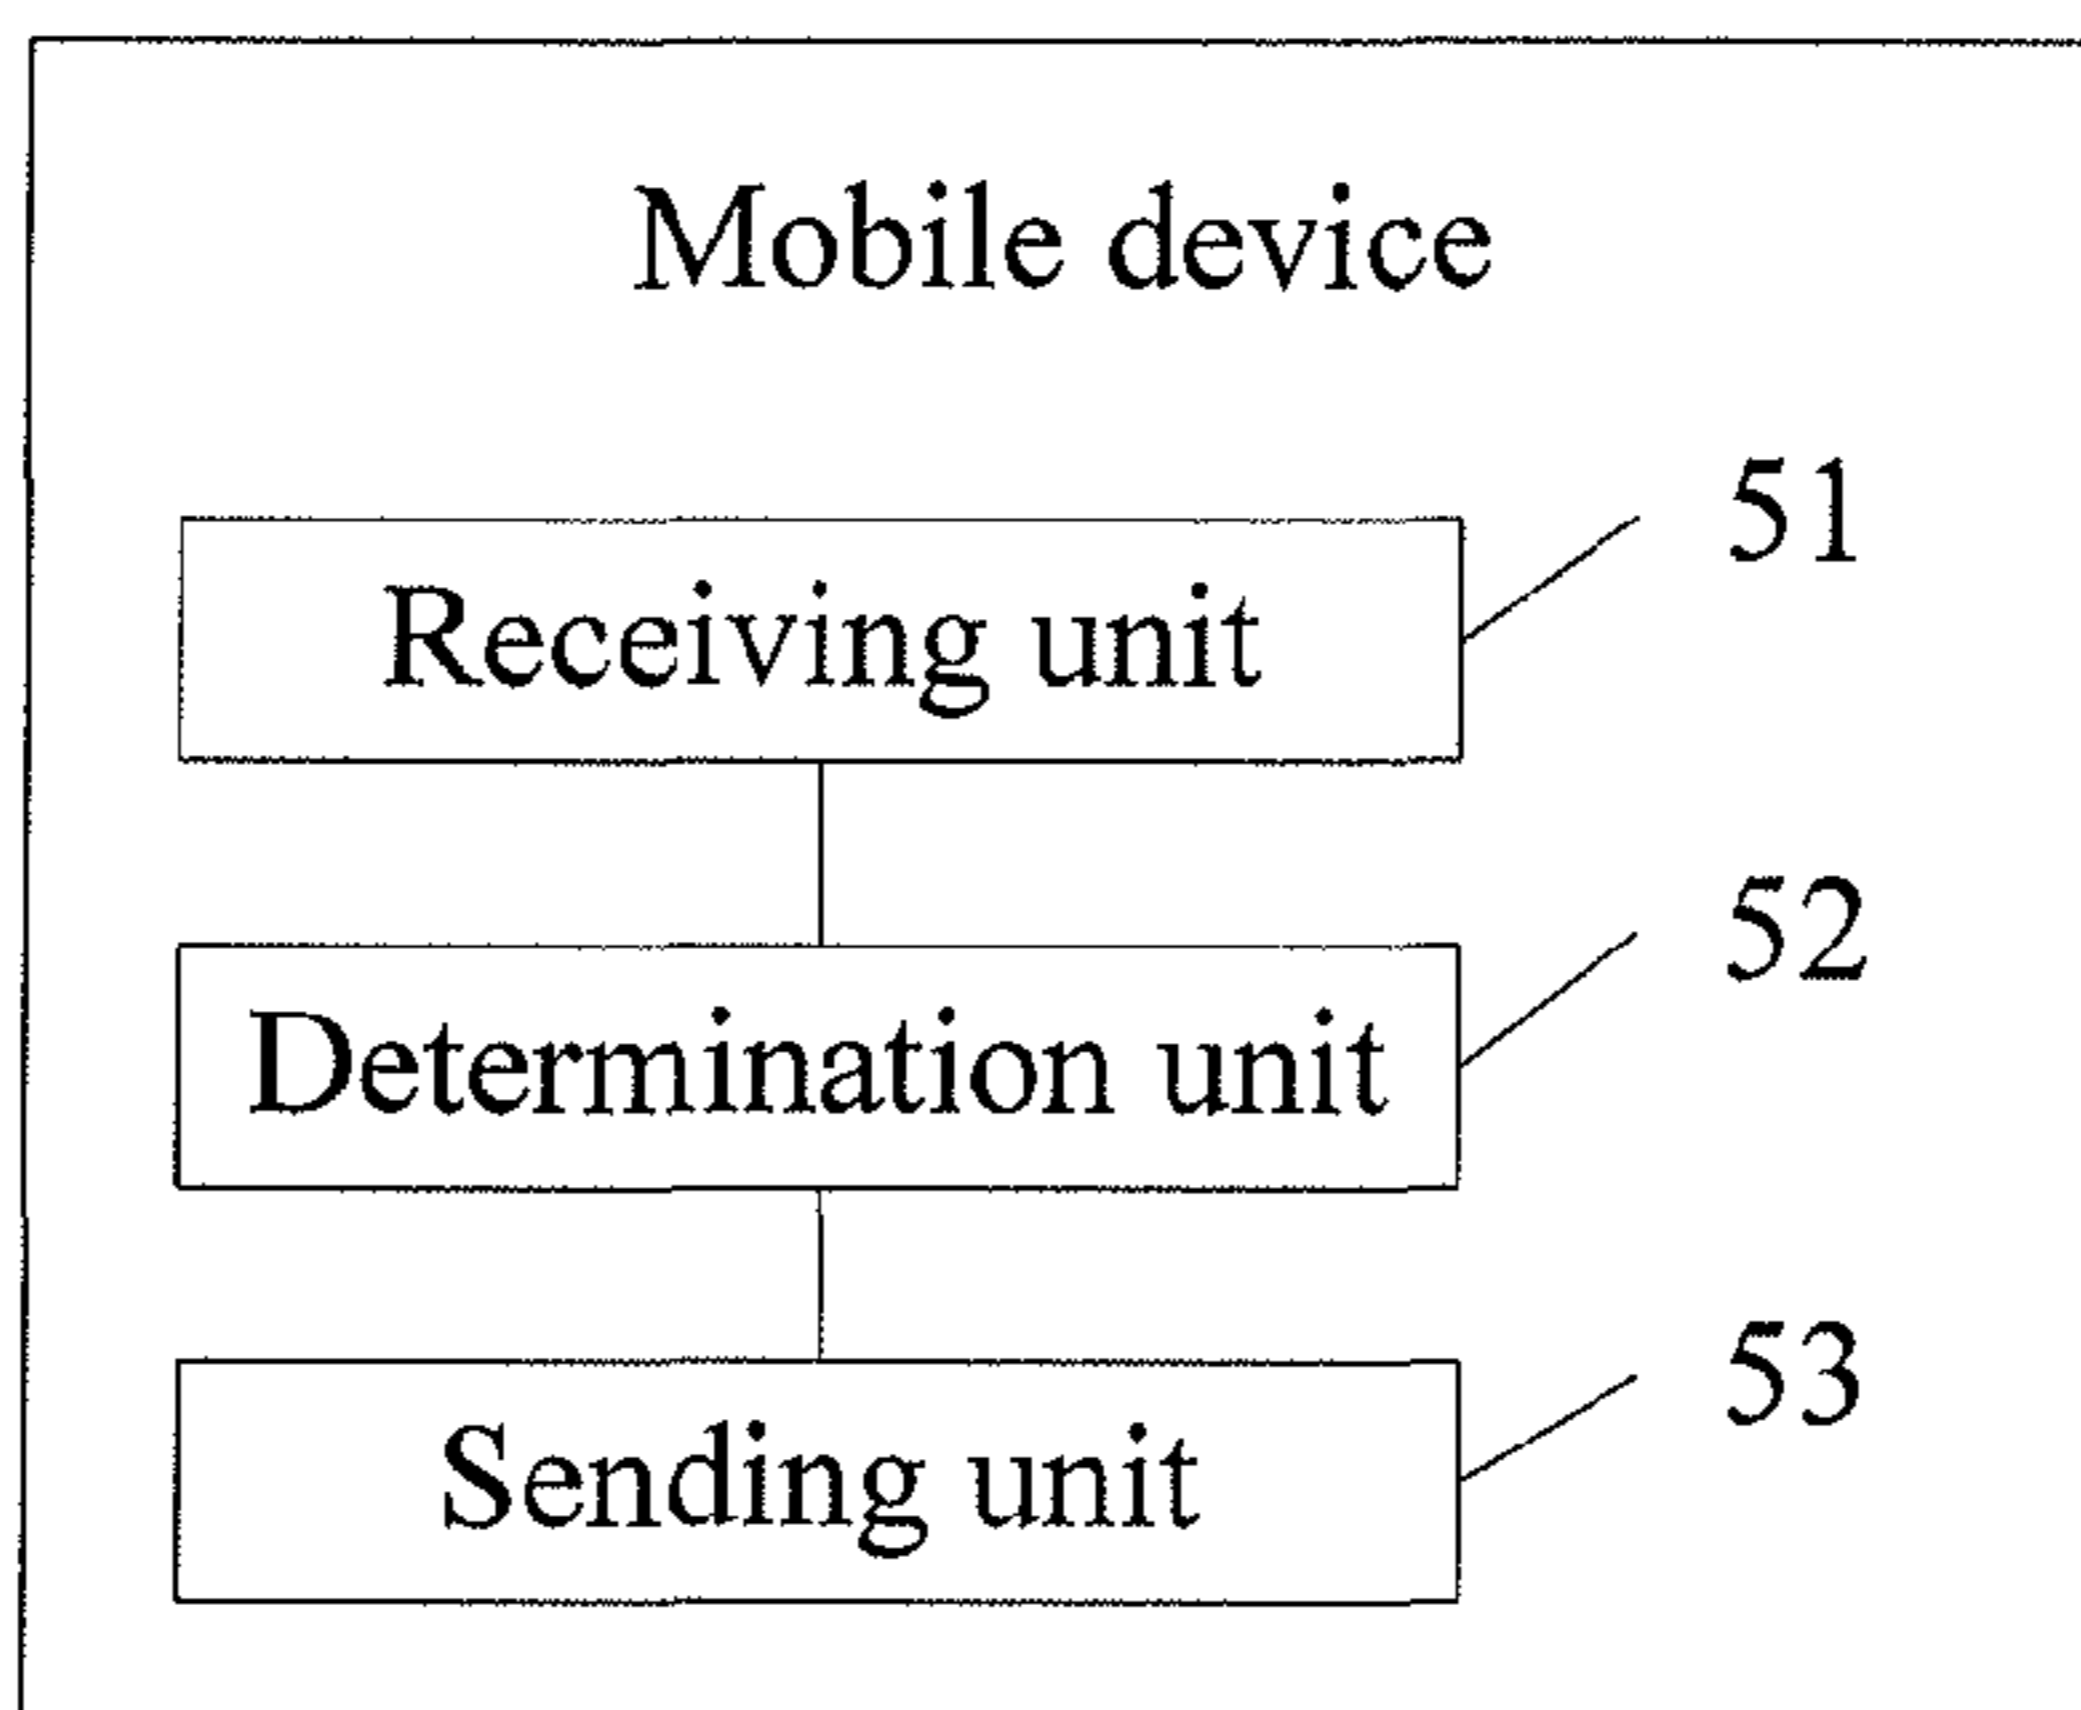 Mobile device
51
Receiving unit
52
Determination unit
53
Sending unit